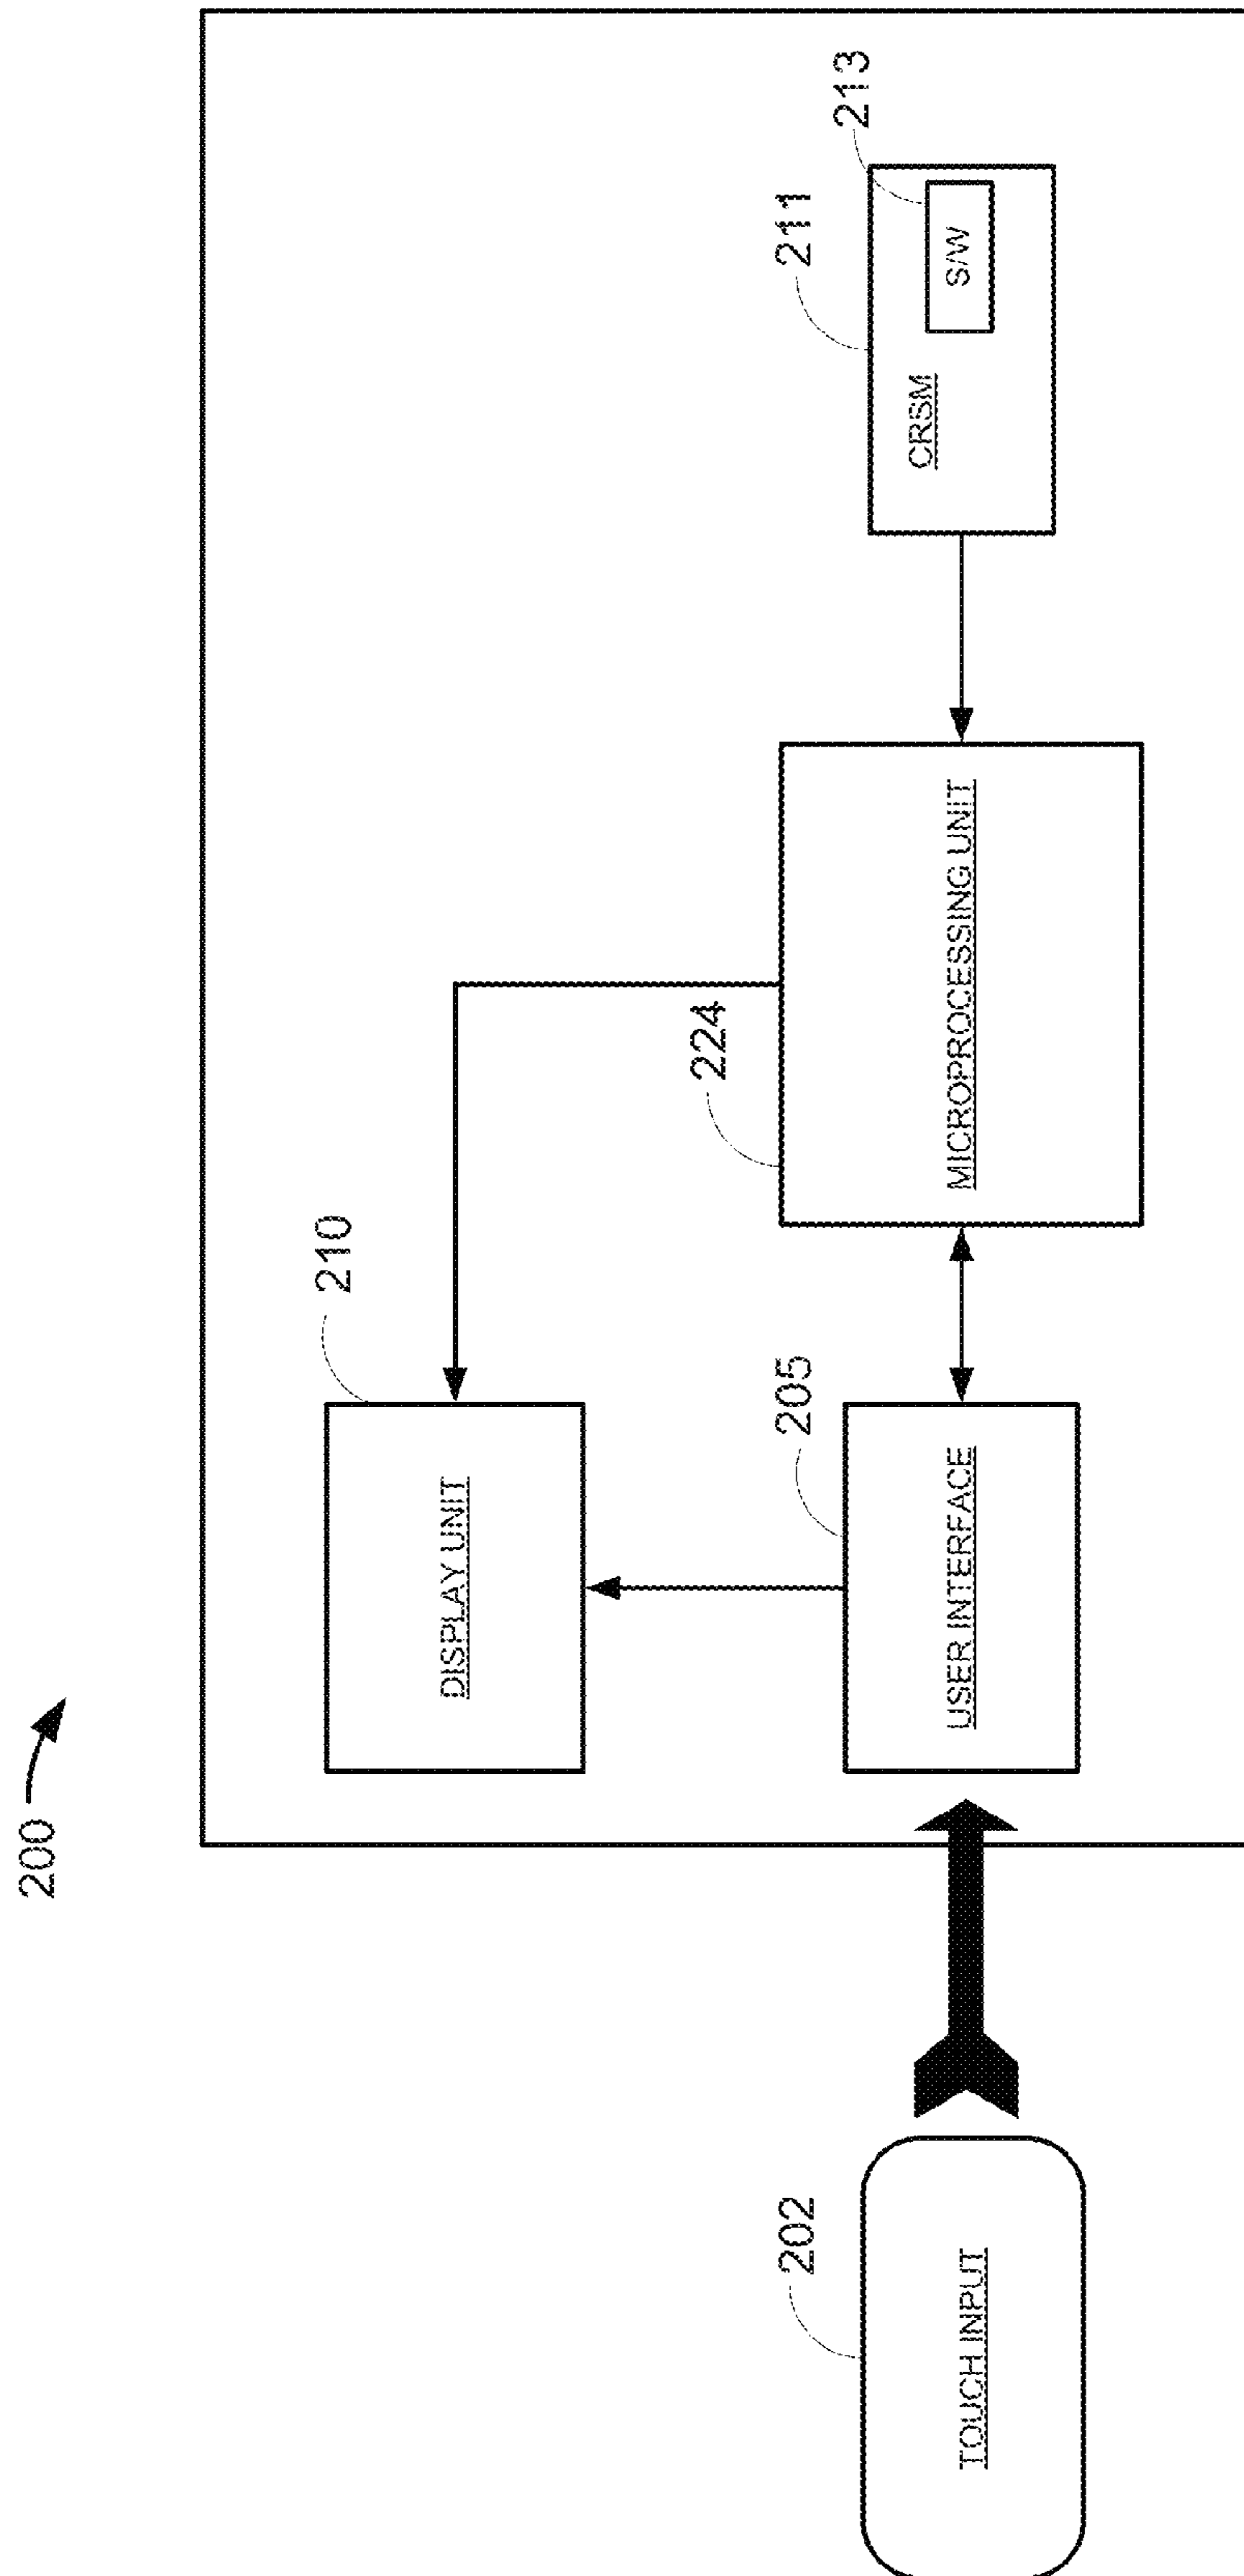 200
210
DISPLAY UNIT
224
211
213
202
205
TOUCH INPUT
USER INTERFACE
MICROPROCESSING UNIT
CRSM
S/W